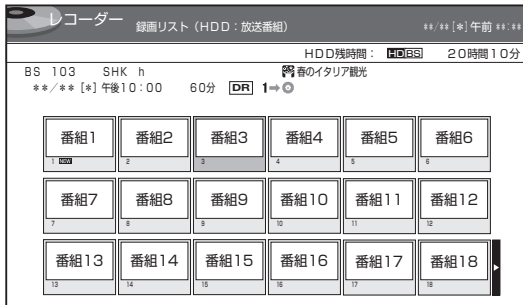 レコーダー 録画リスト(HDD:放送番組) **/**[*]午前**:**
HDD残時間: HD BS 20時間10分
BS 103 SHK h 春のイタリア観光
**/**[*]午後10:00 60分 DR 1⇒
番組1 番組2 番組3 番組4 番組5 番組6
1 NEW 2 3 4 5 6
番組7 番組8 番組9 番組10 番組11 番組12
7 8 9 10 11 12
番組13 番組14 番組15 番組16 番組17 番組18
13 14 15 16 17 18